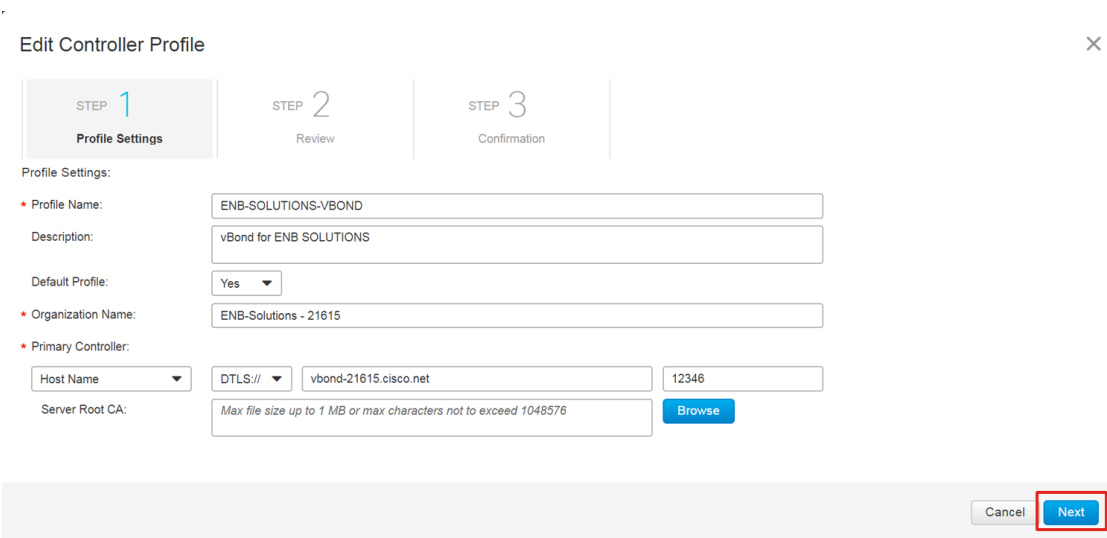 Edit Controller Profile
STEP 1
Profile Settings
STEP 2
Review
STEP 3
Confirmation
Profile Settings:
* Profile Name: ENB-SOLUTIONS-VBOND
Description: vBond for ENB SOLUTIONS
Default Profile: Yes
* Organization Name: ENB-Solutions - 21615
* Primary Controller:
Host Name DTLS:// vbond-21615.cisco.net 12346
Server Root CA: Max file size up to 1 MB or max characters not to exceed 1048576 Browse
Cancel Next